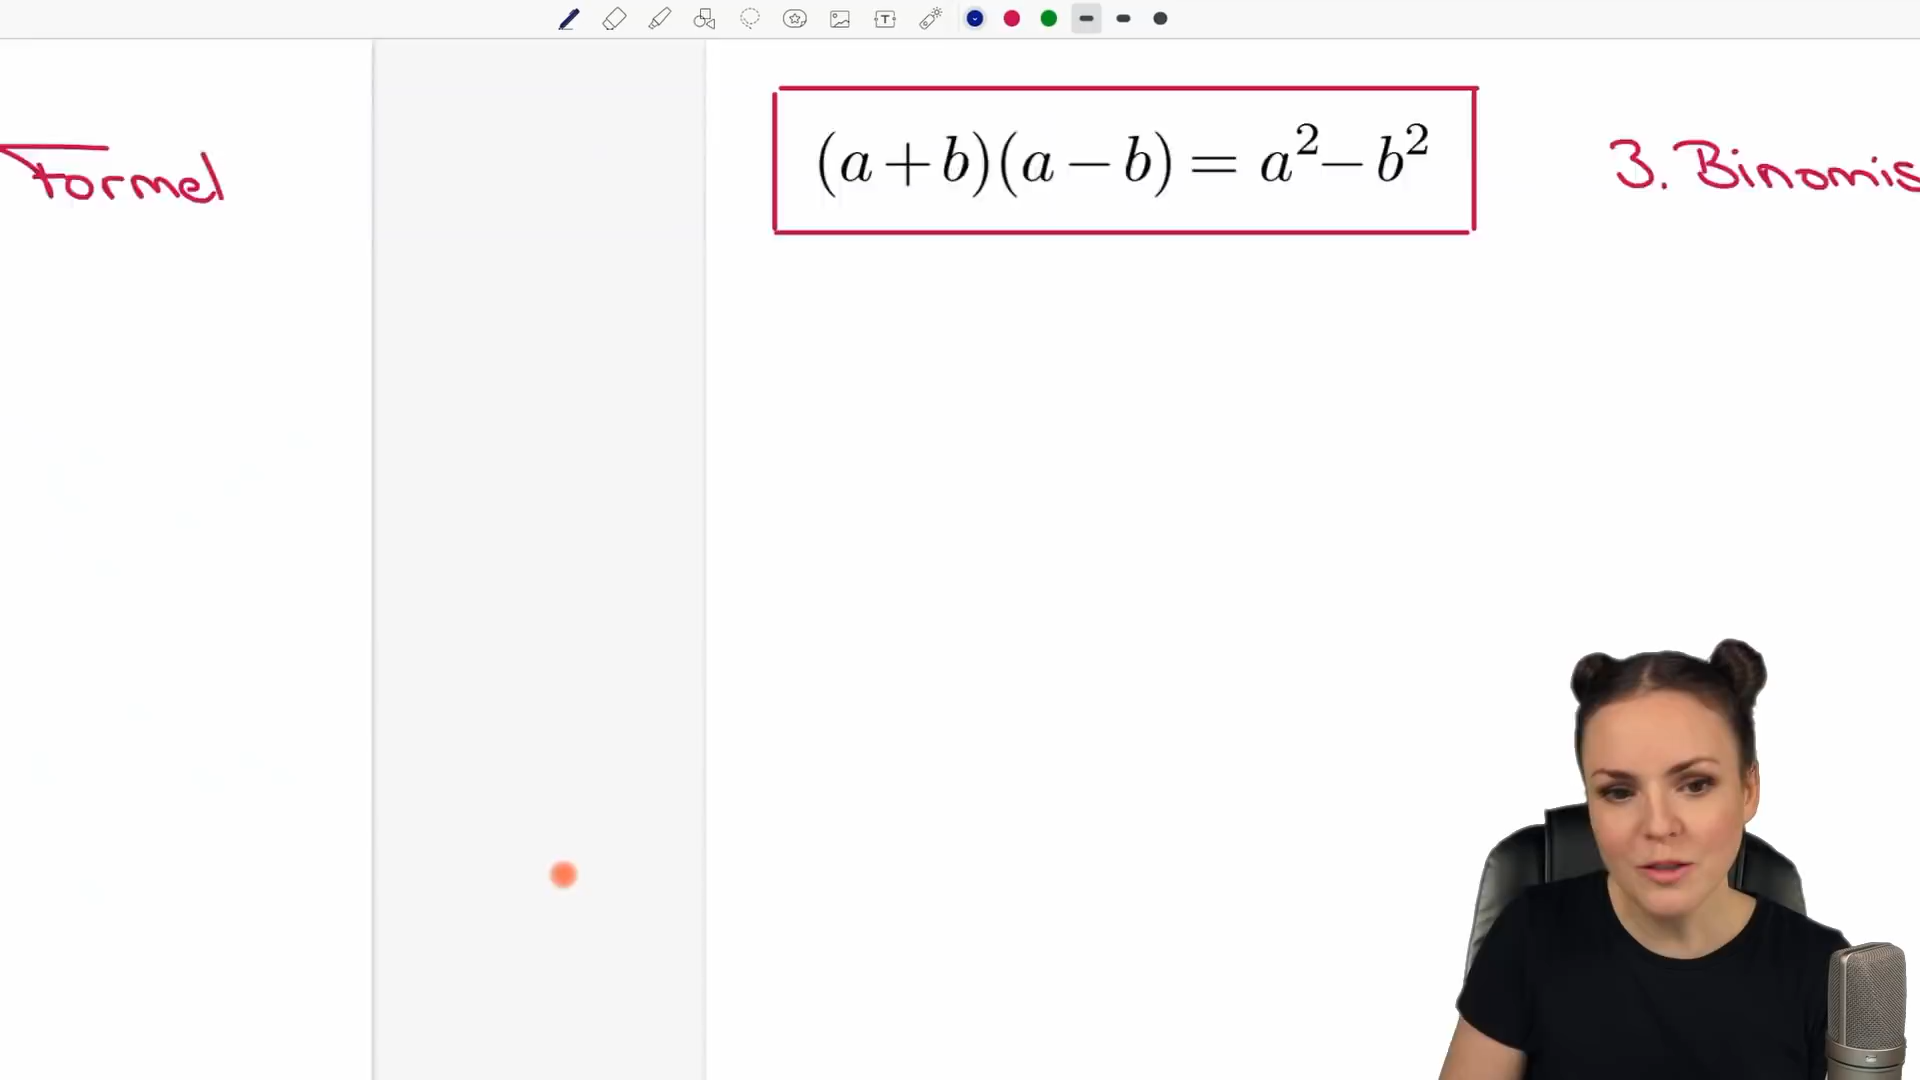 Formel
(a + b)(a − b) = a² − b²
3. Binomis